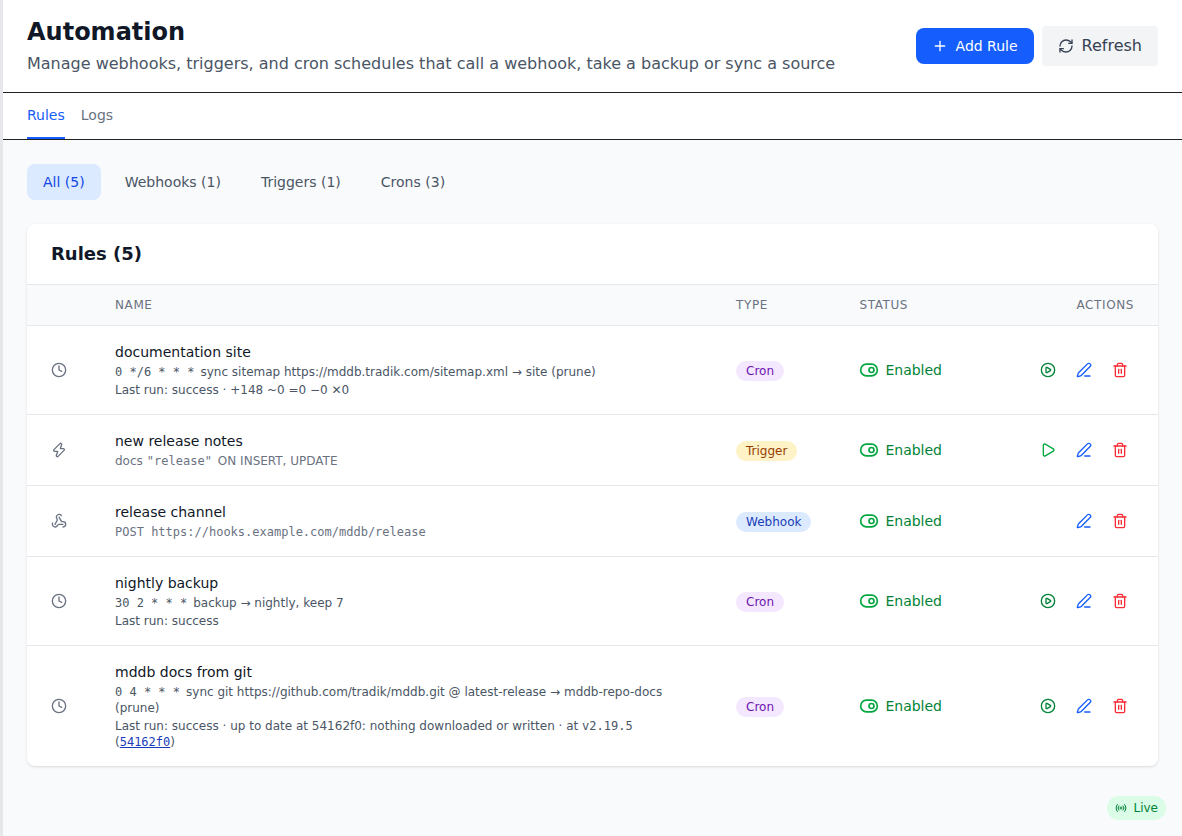 Automation
Manage webhooks, triggers, and cron schedules that call a webhook, take a backup or sync a source
Add Rule
Refresh
Rules Logs
All (5) Webhooks (1) Triggers (1) Crons (3)
Rules (5)
NAME TYPE STATUS ACTIONS
documentation site
0 */6 * * * sync sitemap https://mddb.tradik.com/sitemap.xml → site (prune)
Last run: success · +148 ~0 =0 −0 ×0
Cron Enabled
new release notes
docs "release" ON INSERT, UPDATE
Trigger Enabled
release channel
POST https://hooks.example.com/mddb/release
Webhook Enabled
nightly backup
30 2 * * * backup → nightly, keep 7
Last run: success
Cron Enabled
mddb docs from git
0 4 * * * sync git https://github.com/tradik/mddb.git @ latest-release → mddb-repo-docs
(prune)
Last run: success · up to date at 54162f0: nothing downloaded or written · at v2.19.5
(54162f0)
Cron Enabled
Live